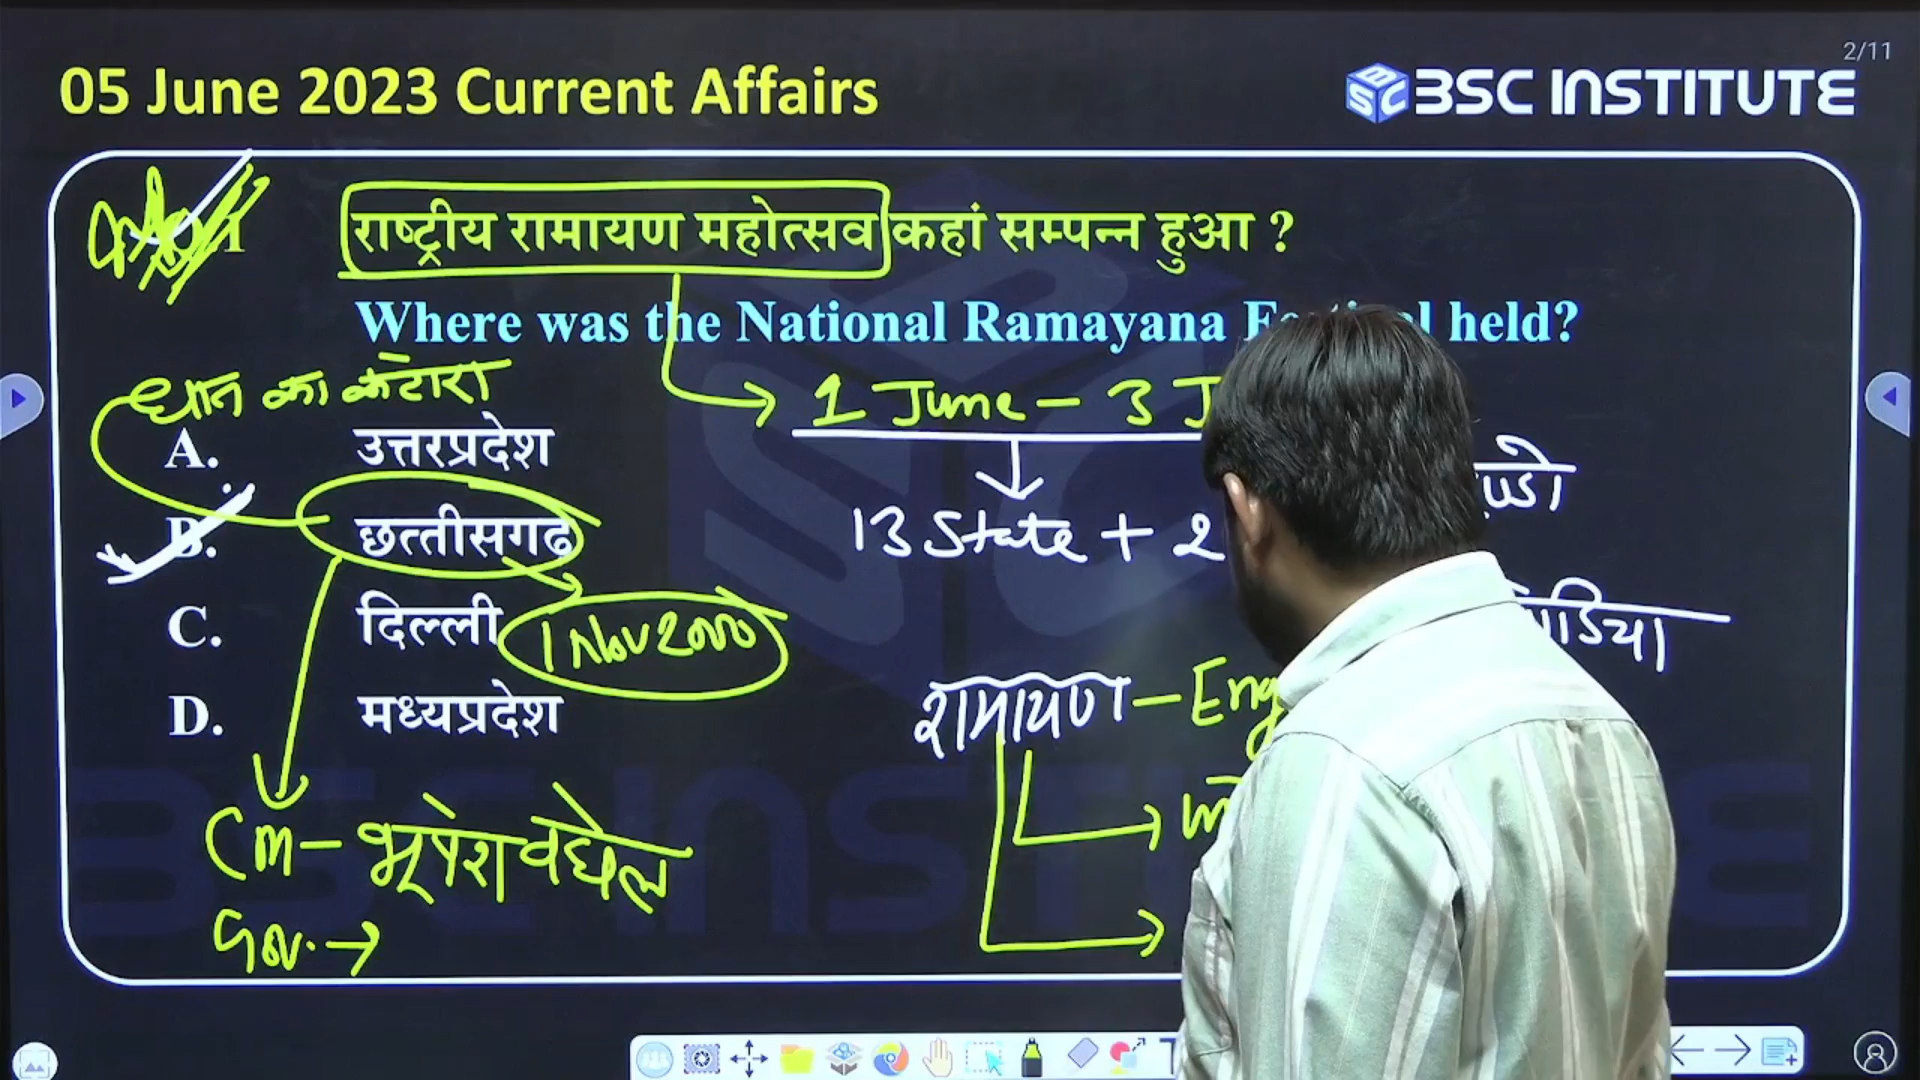 2/11
05 June 2023 Current Affairs
BSC INSTITUTE
राष्ट्रीय रामायण महोत्सव कहां सम्पन्न हुआ ?
Where was the National Ramayana held?
धान का कटोरा
1 June - 3
A. उत्तरप्रदेश
B. छत्तीसगढ
13 State + 2
C. दिल्ली
1 Nov 2000
रामायण - Eng
D. मध्यप्रदेश
CM - भूपेश बघेल
Gov. →